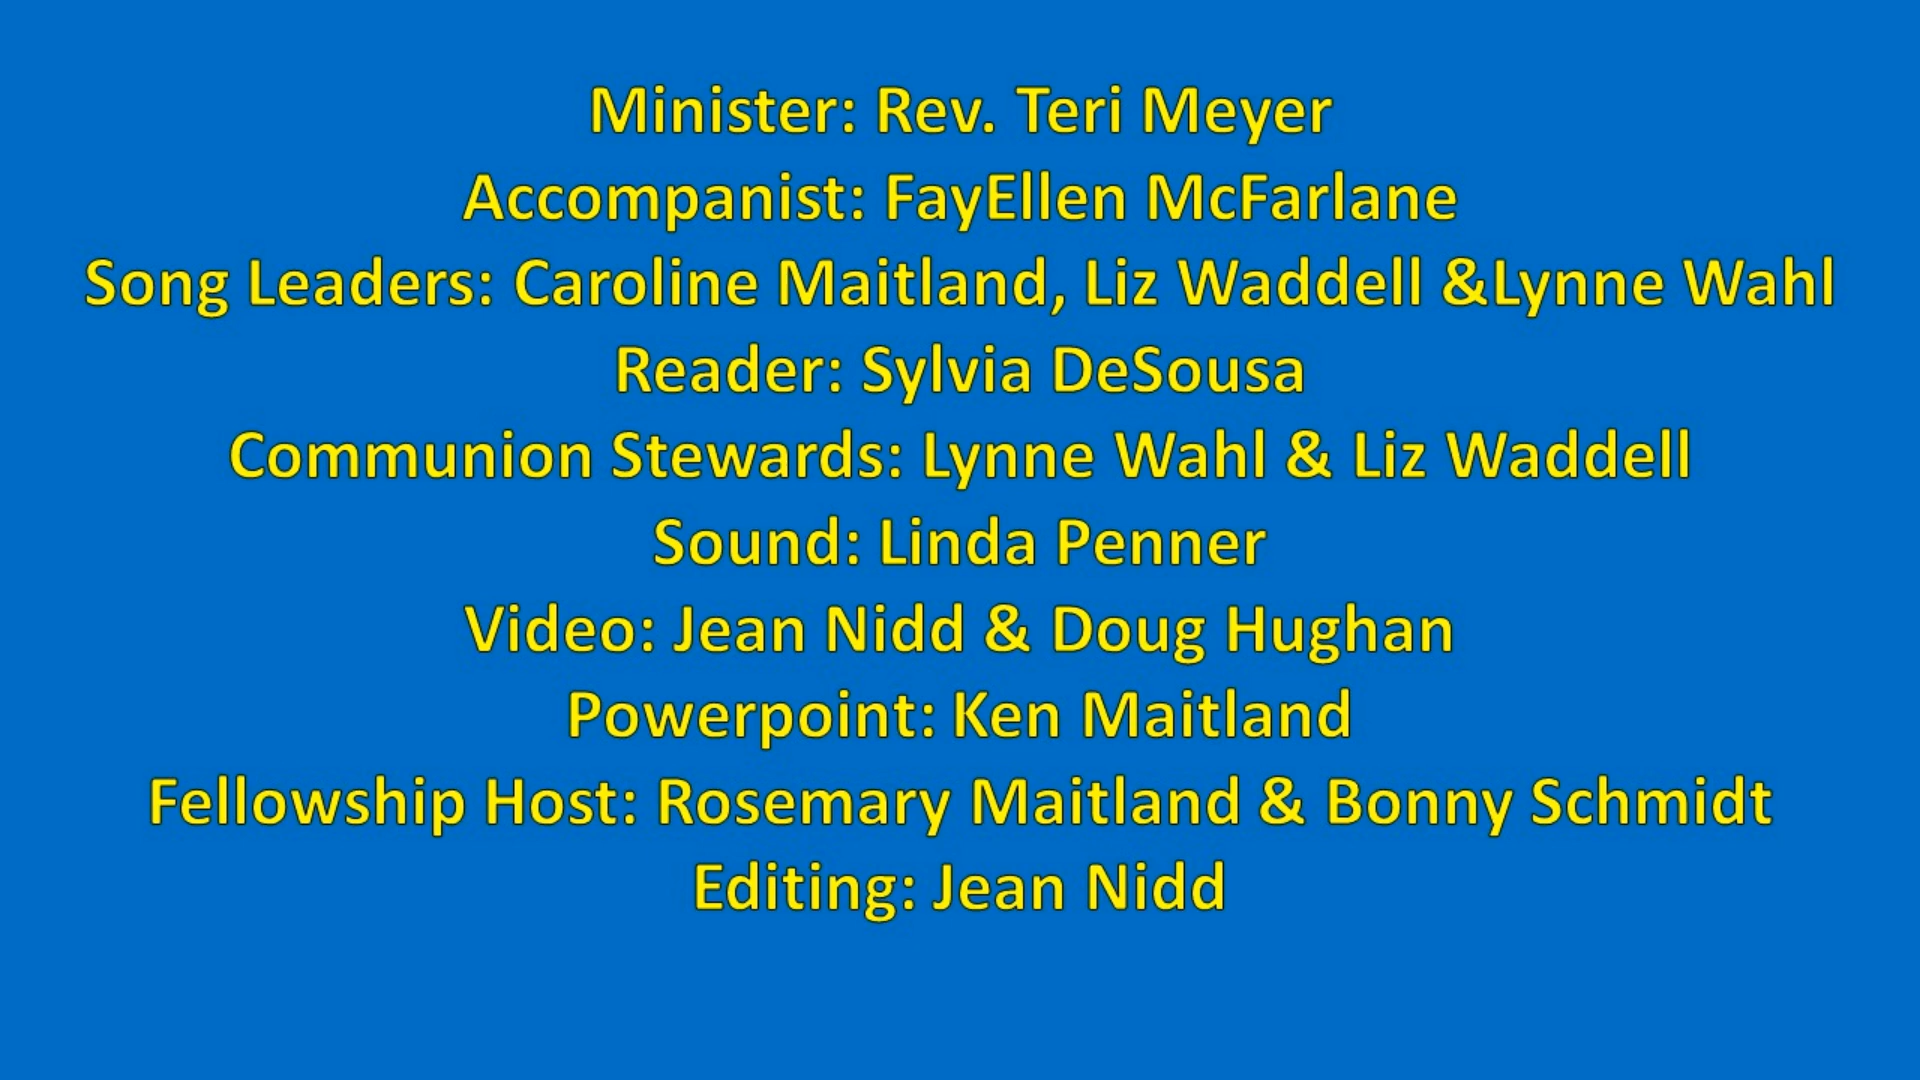 Minister: Rev. Teri Meyer
Accompanist: FayEllen McFarlane
Song Leaders: Caroline Maitland, Liz Waddell &Lynne Wahl
Reader: Sylvia DeSousa
Communion Stewards: Lynne Wahl & Liz Waddell
Sound: Linda Penner
Video: Jean Nidd & Doug Hughan
Powerpoint: Ken Maitland
Fellowship Host: Rosemary Maitland & Bonny Schmidt
Editing: Jean Nidd